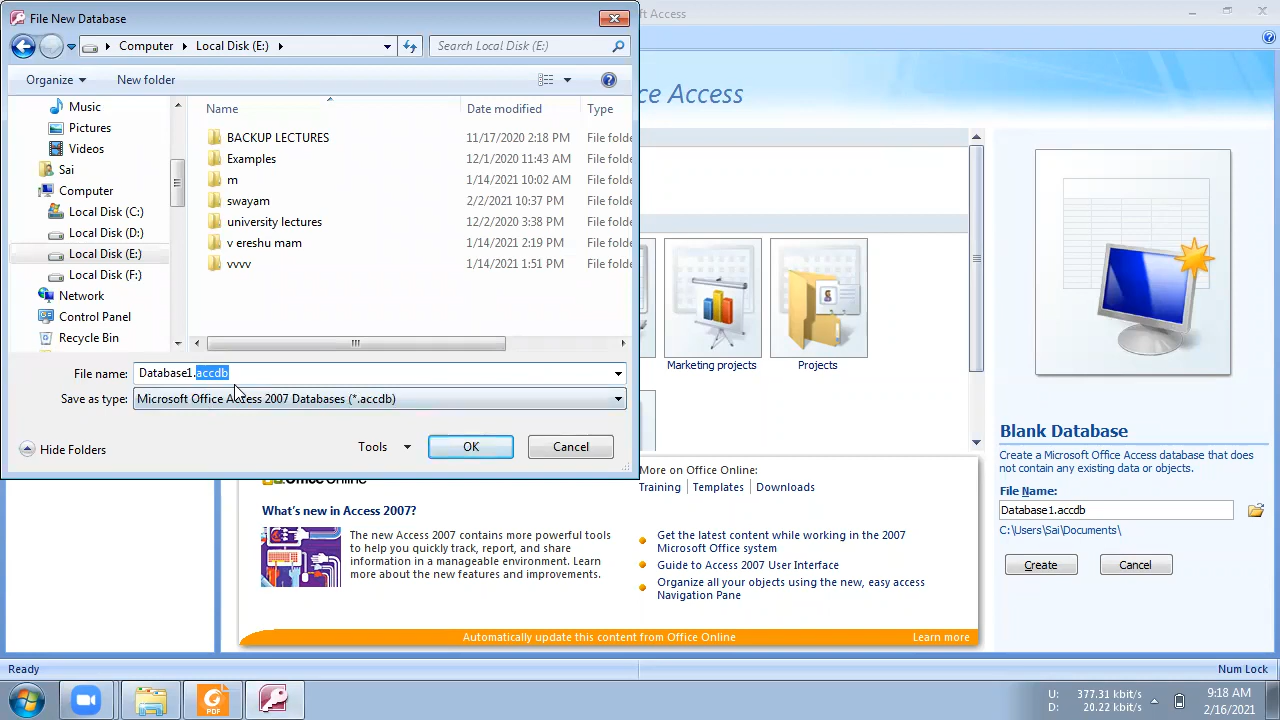 File New Database
ft Access
Computer
Local Disk (E:)
Search Local Disk (E:)
Organize
New folder
ce Access
Music
Pictures
Videos
Sai
Computer
Local Disk (C:)
Local Disk (D:)
Local Disk (E:)
Local Disk (F:)
Network
Control Panel
Recycle Bin
Name Date modified Type
BACKUP LECTURES 11/17/2020 2:18 PM File folde
Examples 12/1/2020 11:43 AM File folde
m 1/14/2021 10:02 AM File folde
swayam 2/2/2021 10:37 PM File folde
university lectures 12/2/2020 3:38 PM File folde
v ereshu mam 1/14/2021 2:19 PM File folde
vvvv 1/14/2021 1:51 PM File folde
File name: Database1.accdb
Save as type: Microsoft Office Access 2007 Databases (*.accdb)
Hide Folders
Tools
OK
Cancel
Marketing projects
Projects
Blank Database
Create a Microsoft Office Access database that does
not contain any existing data or objects.
File Name:
Database1.accdb
C:\Users\Sai\Documents\
Create
Cancel
Office Online
More on Office Online:
Training | Templates | Downloads
What's new in Access 2007?
The new Access 2007 contains more powerful tools
to help you quickly track, report, and share
information in a manageable environment. Learn
more about the new features and improvements.
Get the latest content while working in the 2007
Microsoft Office system
Guide to Access 2007 User Interface
Organize all your objects using the new, easy access
Navigation Pane
Automatically update this content from Office Online
Learn more
Ready
Num Lock
PDF
U: 377.31 kbit/s
D: 20.22 kbit/s
9:18 AM
2/16/2021